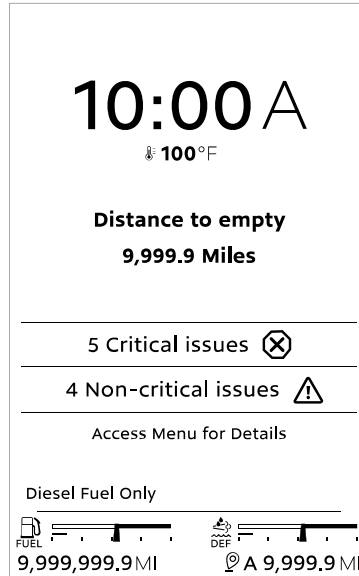 10:00 A
100°F
Distance to empty
9,999.9 Miles
5 Critical issues
4 Non-critical issues
Access Menu for Details
Diesel Fuel Only
FUEL
DEF
9,999,999.9 MI
A 9,999.9 MI